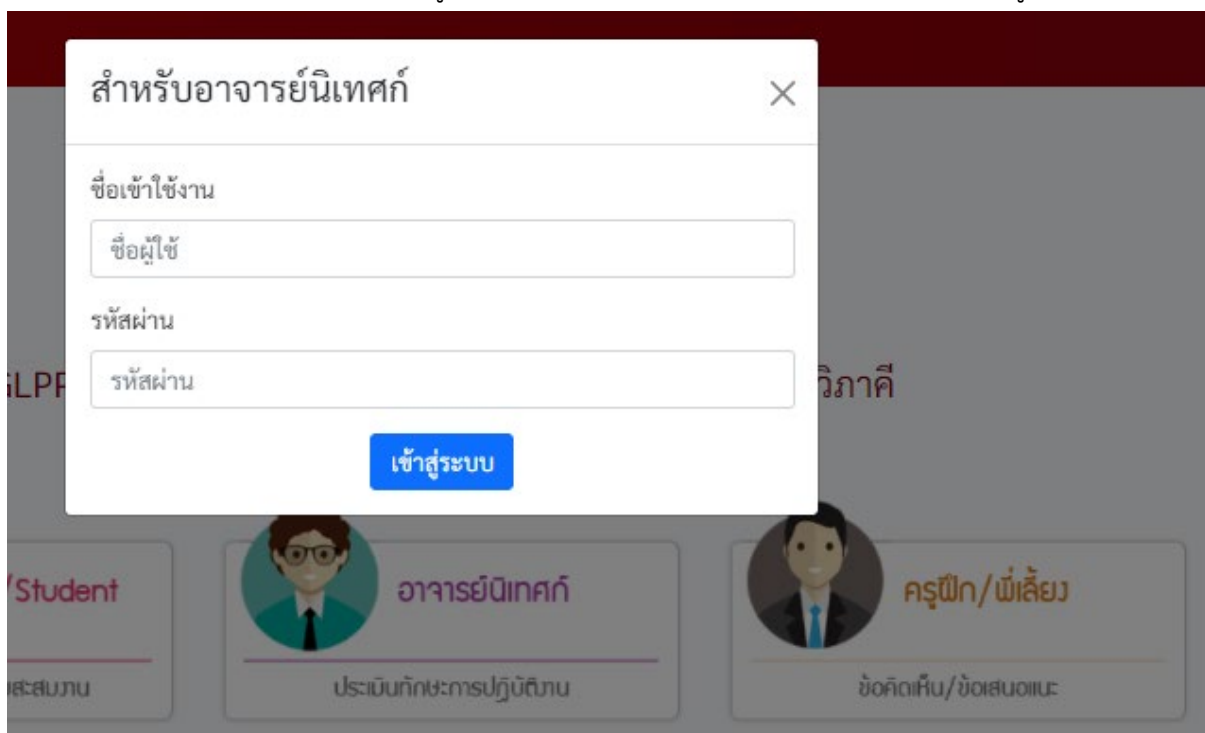 สำหรับอาจารย์นิเทศก์
ชื่อเข้าใช้งาน
ชื่อผู้ใช้
รหัสผ่าน
รหัสผ่าน
วิภาคี
เข้าสู่ระบบ
/Student
อาจารย์นิเทศก์
ครูฝึก/พี่เลี้ยง
ประเมินทักษะการปฏิบัติงาน
ข้อคิดเห็น/ข้อเสนอแนะ